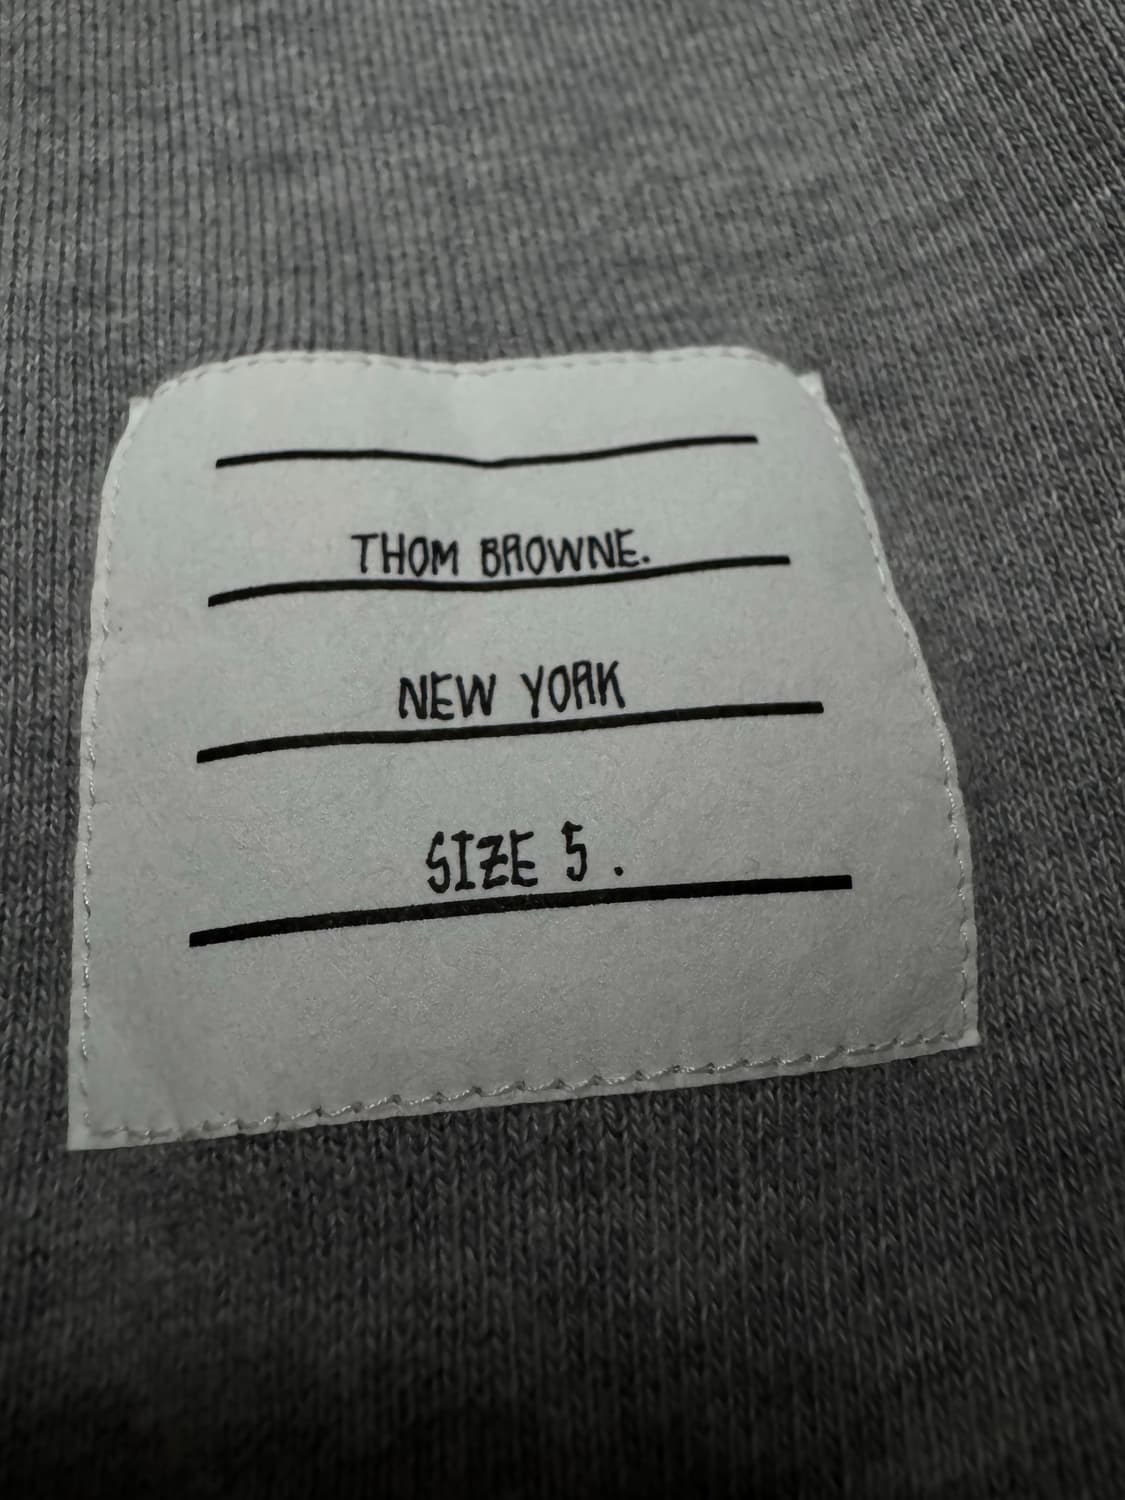 THOM BROWNE.
NEW YORK
SIZE 5 .